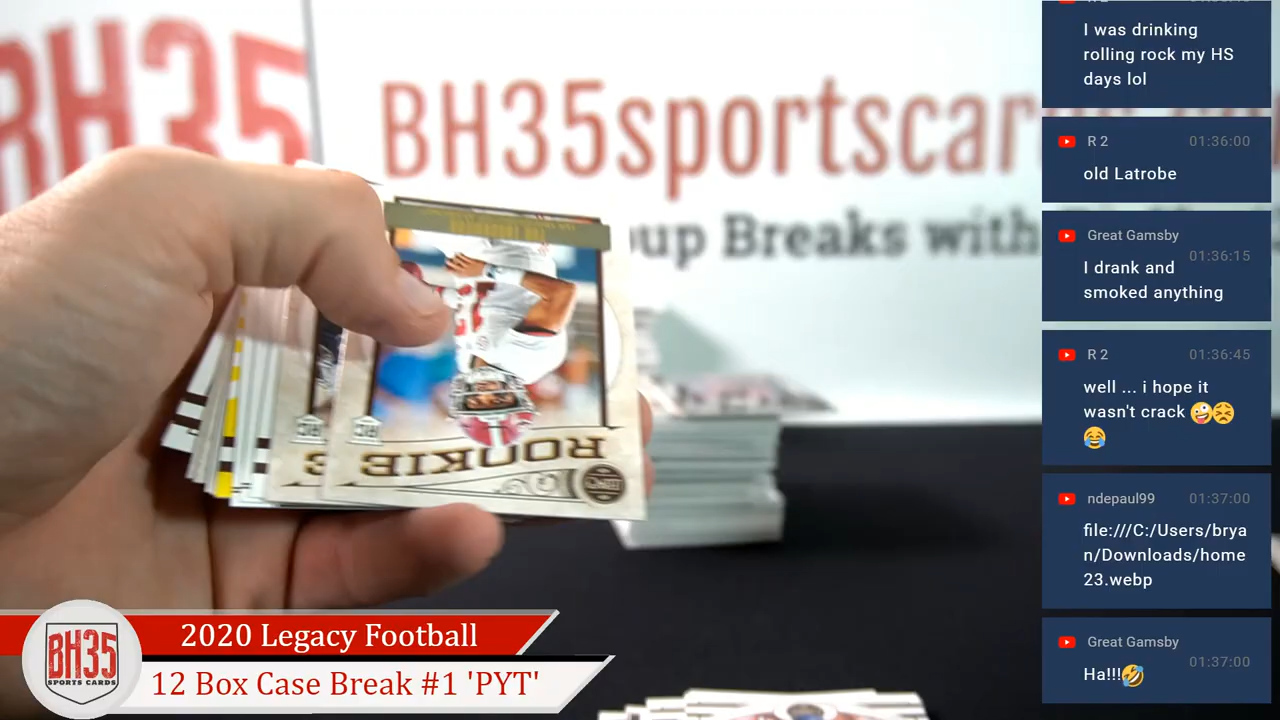 BH35
BH35sportscar
oup Breaks with
ROOKIE
RC
RC
I was drinking
rolling rock my HS
days lol
R 2 01:36:00
old Latrobe
Great Gamsby
01:36:15
I drank and
smoked anything
R 2 01:36:45
well ... i hope it
wasn't crack 🤪😣
😂
ndepaul99 01:37:00
file:///C:/Users/brya
n/Downloads/home
23.webp
Great Gamsby
01:37:00
Ha!!!🤣
BH35
SPORTS CARDS
2020 Legacy Football
12 Box Case Break #1 'PYT'